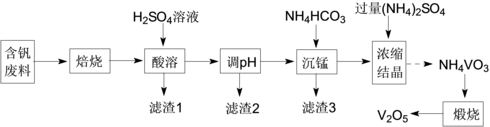 H₂SO₄溶液
NH₄HCO₃
过量(NH₄)₂SO₄
含钒废料
焙烧
酸溶
调pH
沉锰
浓缩结晶
NH₄VO₃
滤渣1
滤渣2
滤渣3
V₂O₅
煅烧